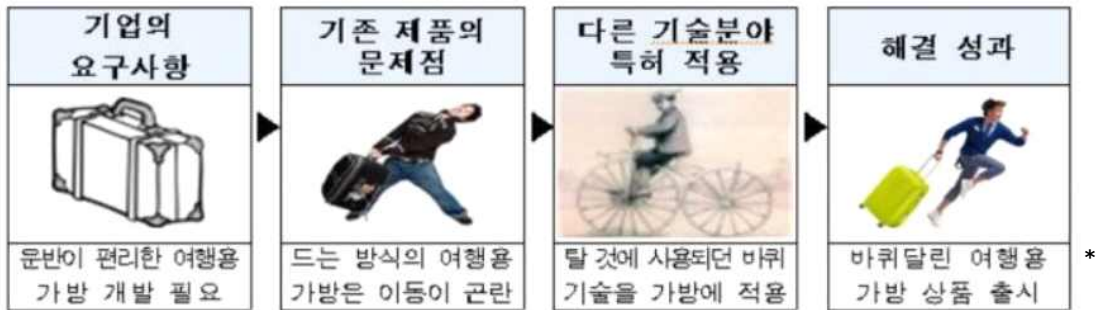 기업의
요구사항
운반이 편리한 여행용
가방 개발 필요
기존 제품의
문제점
드는 방식의 여행용
가방은 이동이 곤란
다른 기술분야
특허 적용
탈 것에 사용되던 바퀴
기술을 가방에 적용
해결 성과
바퀴달린 여행용
가방 상품 출시
*